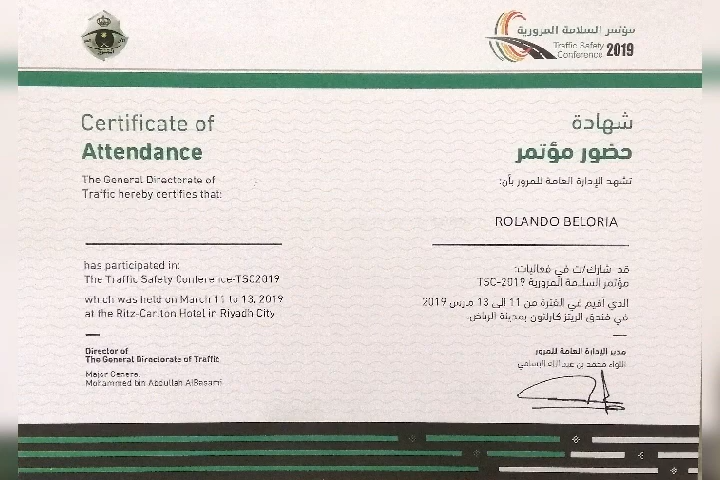 مؤتمر السلامة المرورية
Traffic Safety
Conference 2019
Certificate of
Attendance
The General Directorate of
Traffic hereby certifies that:
has participated in:
The Traffic Safety Conference-TSC2019
which was held on March 11 to 13, 2019
at the Ritz-Carlton Hotel in Riyadh City
Director of
The General Directorate of Traffic
Major General
Mohammed bin Abdullah AlBasami
شهادة
حضور مؤتمر
تشهد الإدارة العامة للمرور بأن:
ROLANDO BELORIA
قد شارك/ت في فعاليات:
مؤتمر السلامة المرورية TSC-2019
الذي أقيم في الفترة من 11 إلى 13 مارس 2019
في فندق الريتز كارلتون بمدينة الرياض.
مدير الإدارة العامة للمرور
اللواء محمد بن عبدالله البسامي